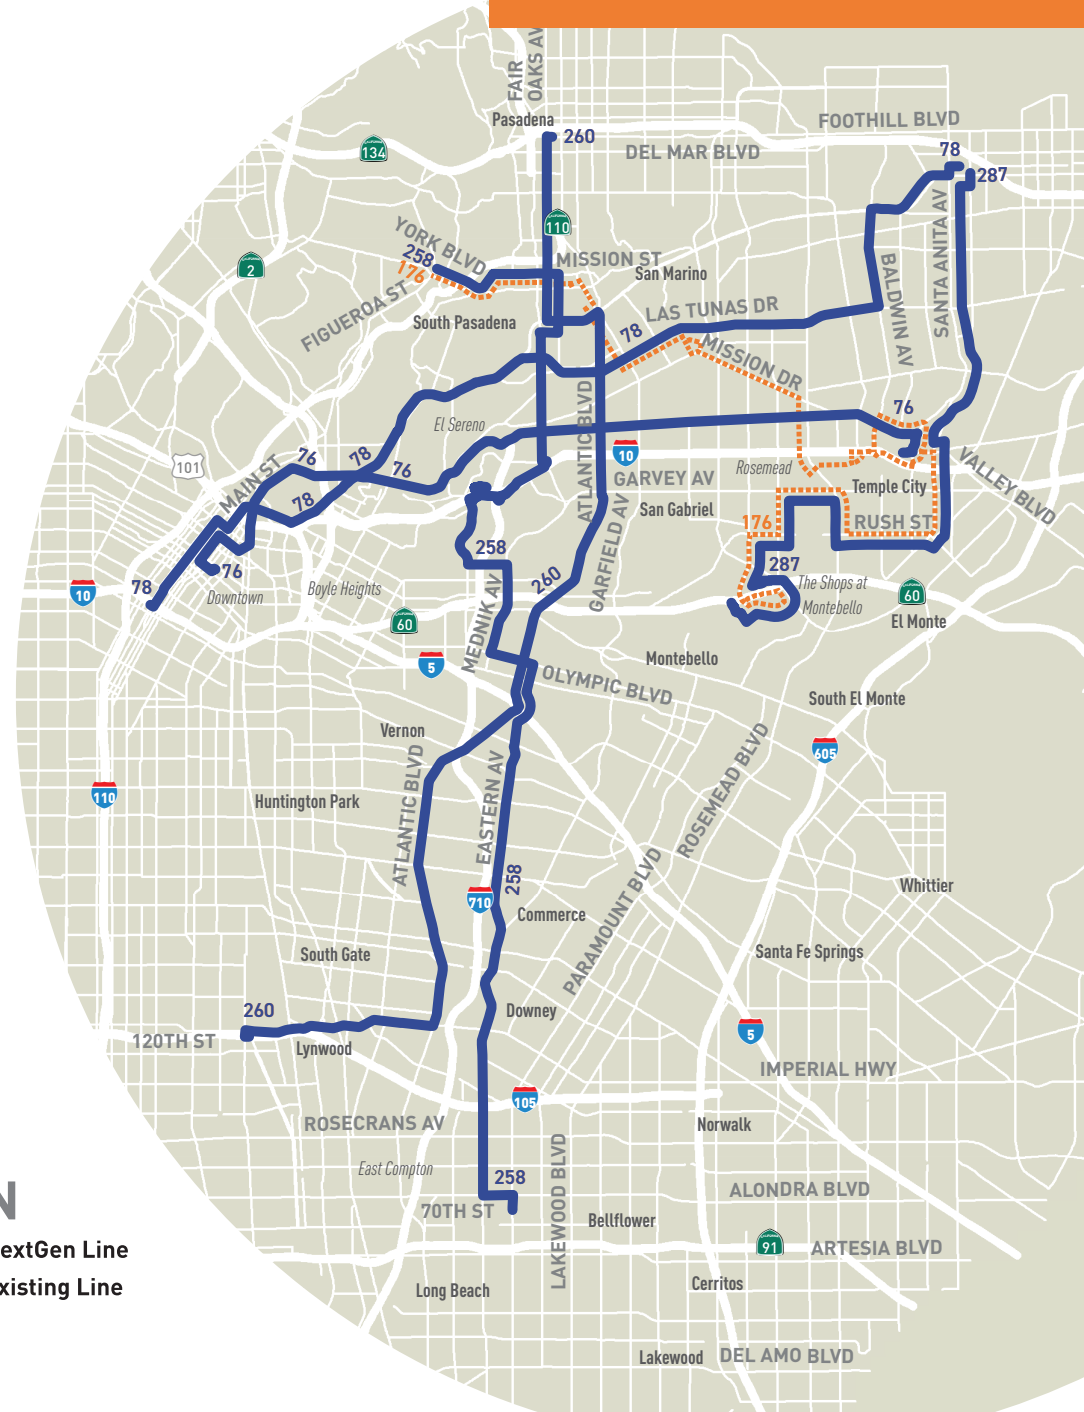 FAIR
OAKS AV
Pasadena
260
FOOTHILL BLVD
134
DEL MAR BLVD
78
287
110
YORK BLVD
258
176
MISSION ST
San Marino
2
FIGUEROA ST
South Pasadena
LAS TUNAS DR
78
MISSION DR
BALDWIN AV
SANTA ANITA AV
ATLANTIC BLVD
76
El Sereno
76
78
76
10
101
MAIN ST
GARVEY AV
Rosemead
Temple City
VALLEY BLVD
78
San Gabriel
176
RUSH ST
GARFIELD AV
258
260
287
The Shops at
Montebello
60
El Monte
10
78
76
Downtown
Boyle Heights
60
MEDNIK AV
5
OLYMPIC BLVD
Montebello
South El Monte
605
Vernon
ATLANTIC BLVD
EASTERN AV
ROSEMEAD BLVD
110
Huntington Park
258
710
Commerce
PARAMOUNT BLVD
Whittier
South Gate
Santa Fe Springs
260
Downey
120TH ST
Lynwood
5
IMPERIAL HWY
105
ROSECRANS AV
Norwalk
East Compton
258
LAKEWOOD BLVD
ALONDRA BLVD
70TH ST
Bellflower
91
ARTESIA BLVD
Long Beach
Cerritos
Lakewood
DEL AMO BLVD
N
extGen Line
xisting Line